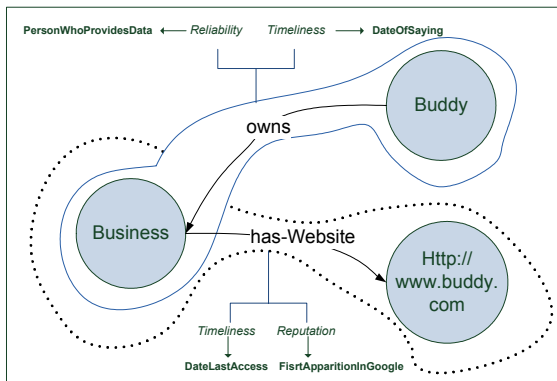 PersonWhoProvidesData Reliability Timeliness DateOfSaying
Buddy
owns
Business
has-Website
Http://
www.buddy.
com
Timeliness Reputation
DateLastAccess FisrtApparitionInGoogle